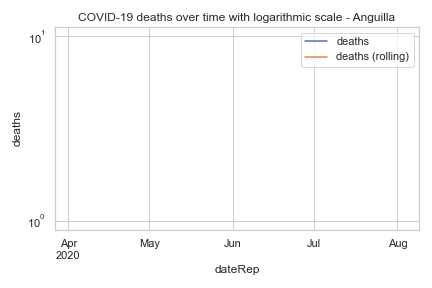 COVID-19 deaths over time with logarithmic scale - Anguilla
deaths
deaths (rolling)
10¹
deaths
10⁰
Apr May Jun Jul Aug
2020
dateRep